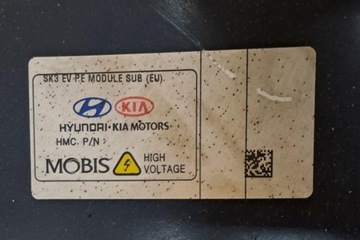 SK3 EV-PE MODULE SUB (EU)
KIA
HYUNDAI · KIA MOTORS
HMC P/N :
MOBIS
HIGH
VOLTAGE